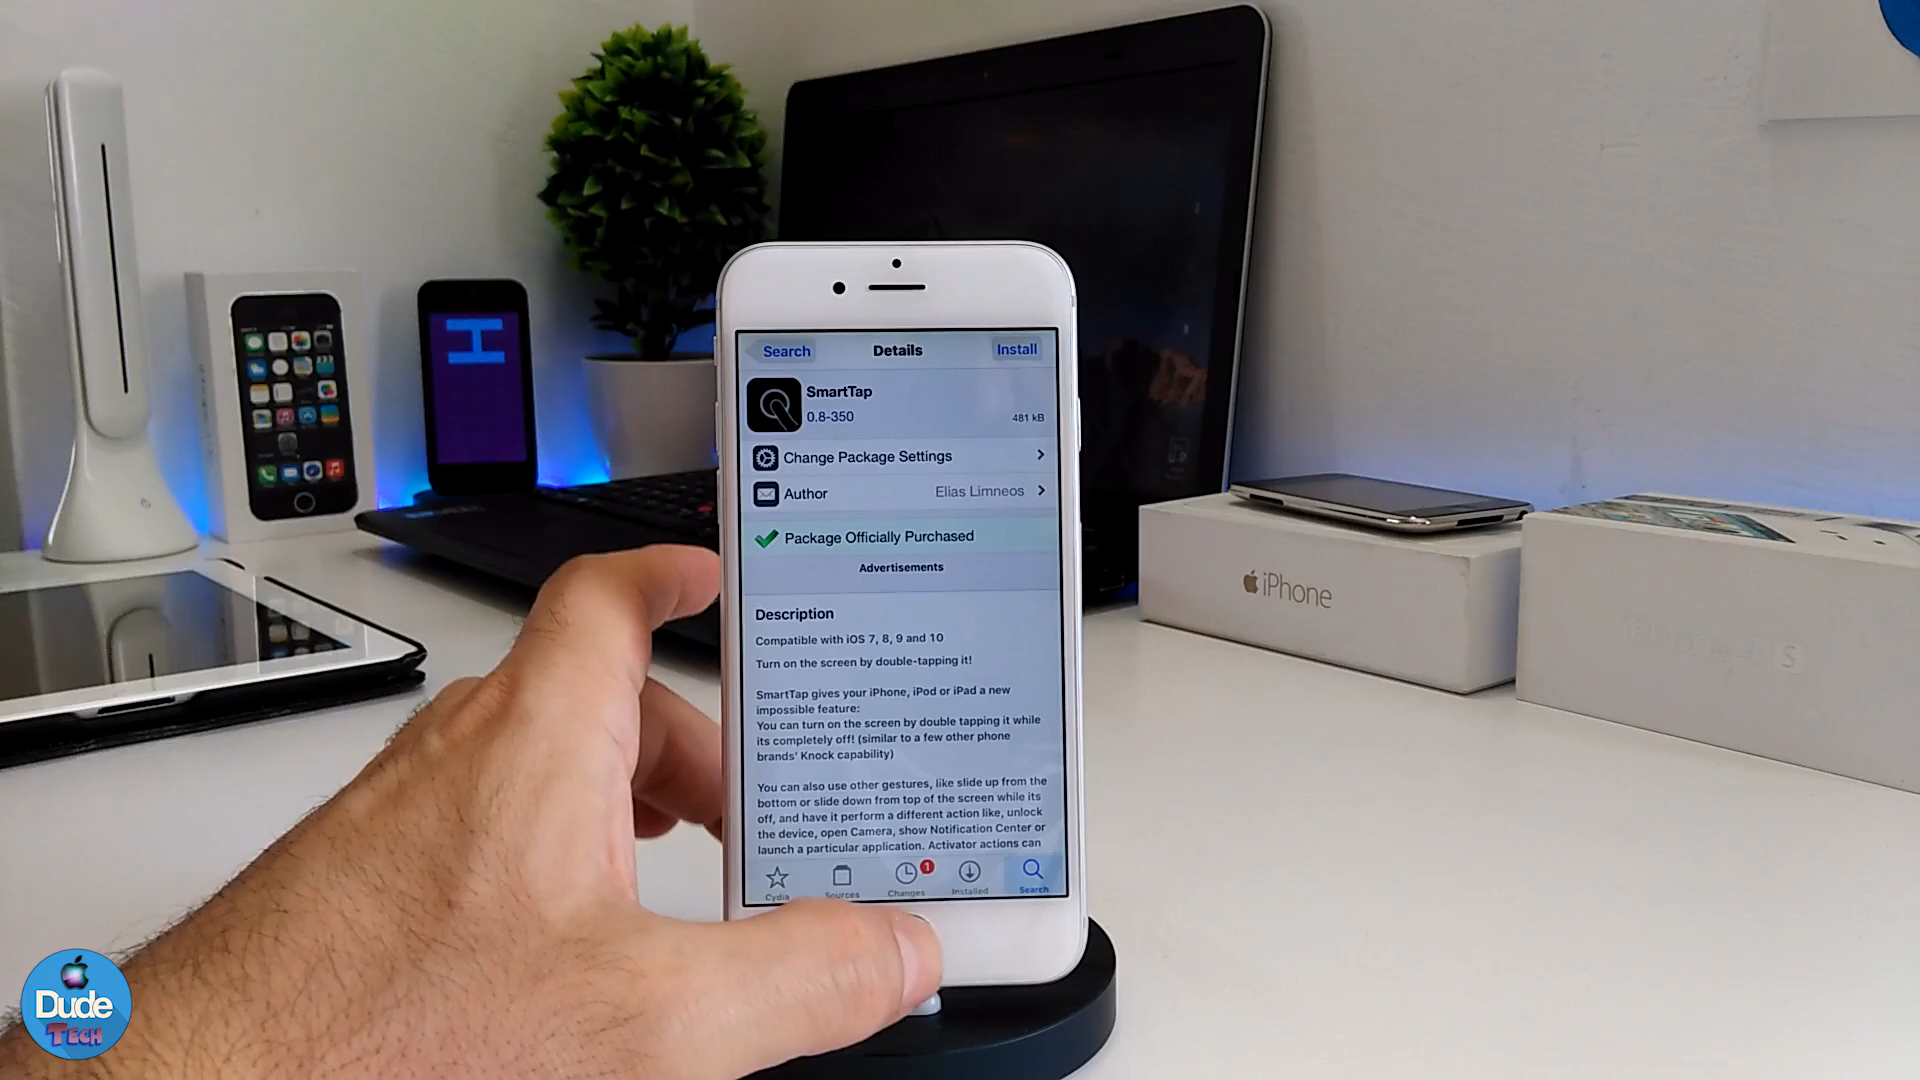 Search
Details
Install
SmartTap
0.8-350
481 kB
Change Package Settings
Author
Elias Limneos
Package Officially Purchased
Advertisements
Description
Compatible with iOS 7, 8, 9 and 10
Turn on the screen by double-tapping it!
SmartTap gives your iPhone, iPod or iPad a new
impossible feature:
You can turn on the screen by double tapping it while
its completely off! (similar to a few other phone
brands' Knock capability)
You can also use other gestures, like slide up from the
bottom or slide down from top of the screen while its
off, and have it perform a different action like, unlock
the device, open Camera, show Notification Center or
launch a particular application. Activator actions can
Cydia
Sources
Changes
1
Installed
Search
iPhone
iPhone 4 S
Dude
Tech